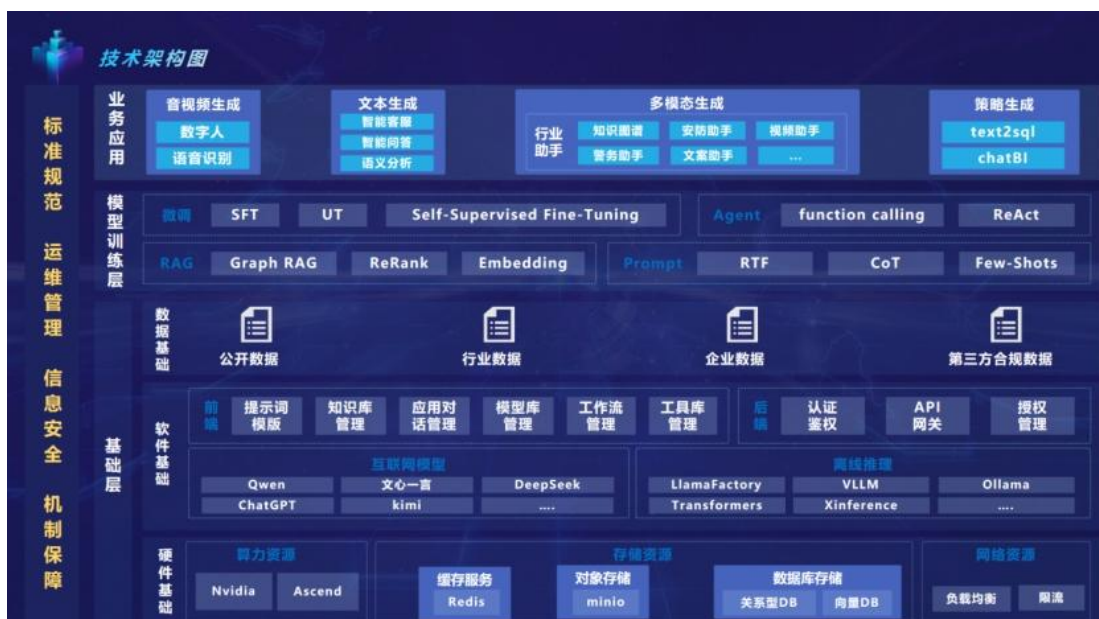 技术架构图
标准规范 运维管理 信息安全 机制保障
业务应用
音视频生成
数字人
语音识别
文本生成
智能客服
智能问答
语义分析
多模态生成
行业助手
知识图谱 安防助手 视频助手
警务助手 文案助手 ...
策略生成
text2sql
chatBI
模型训练层
微调 SFT UT Self-Supervised Fine-Tuning
Agent function calling ReAct
RAG Graph RAG ReRank Embedding
Prompt RTF CoT Few-Shots
基础层
数据基础
公开数据 行业数据 企业数据 第三方合规数据
软件基础
前端
提示词模版 知识库管理 应用对话管理 模型库管理 工作流管理 工具库管理
后端
认证鉴权 API网关 授权管理
互联网模型
Qwen 文心一言 DeepSeek
ChatGPT kimi ....
离线推理
LlamaFactory VLLM Ollama
Transformers Xinference ....
硬件基础
算力资源
Nvidia Ascend
存储资源
缓存服务
Redis
对象存储
minio
数据库存储
关系型DB 向量DB
网络资源
负载均衡 限流